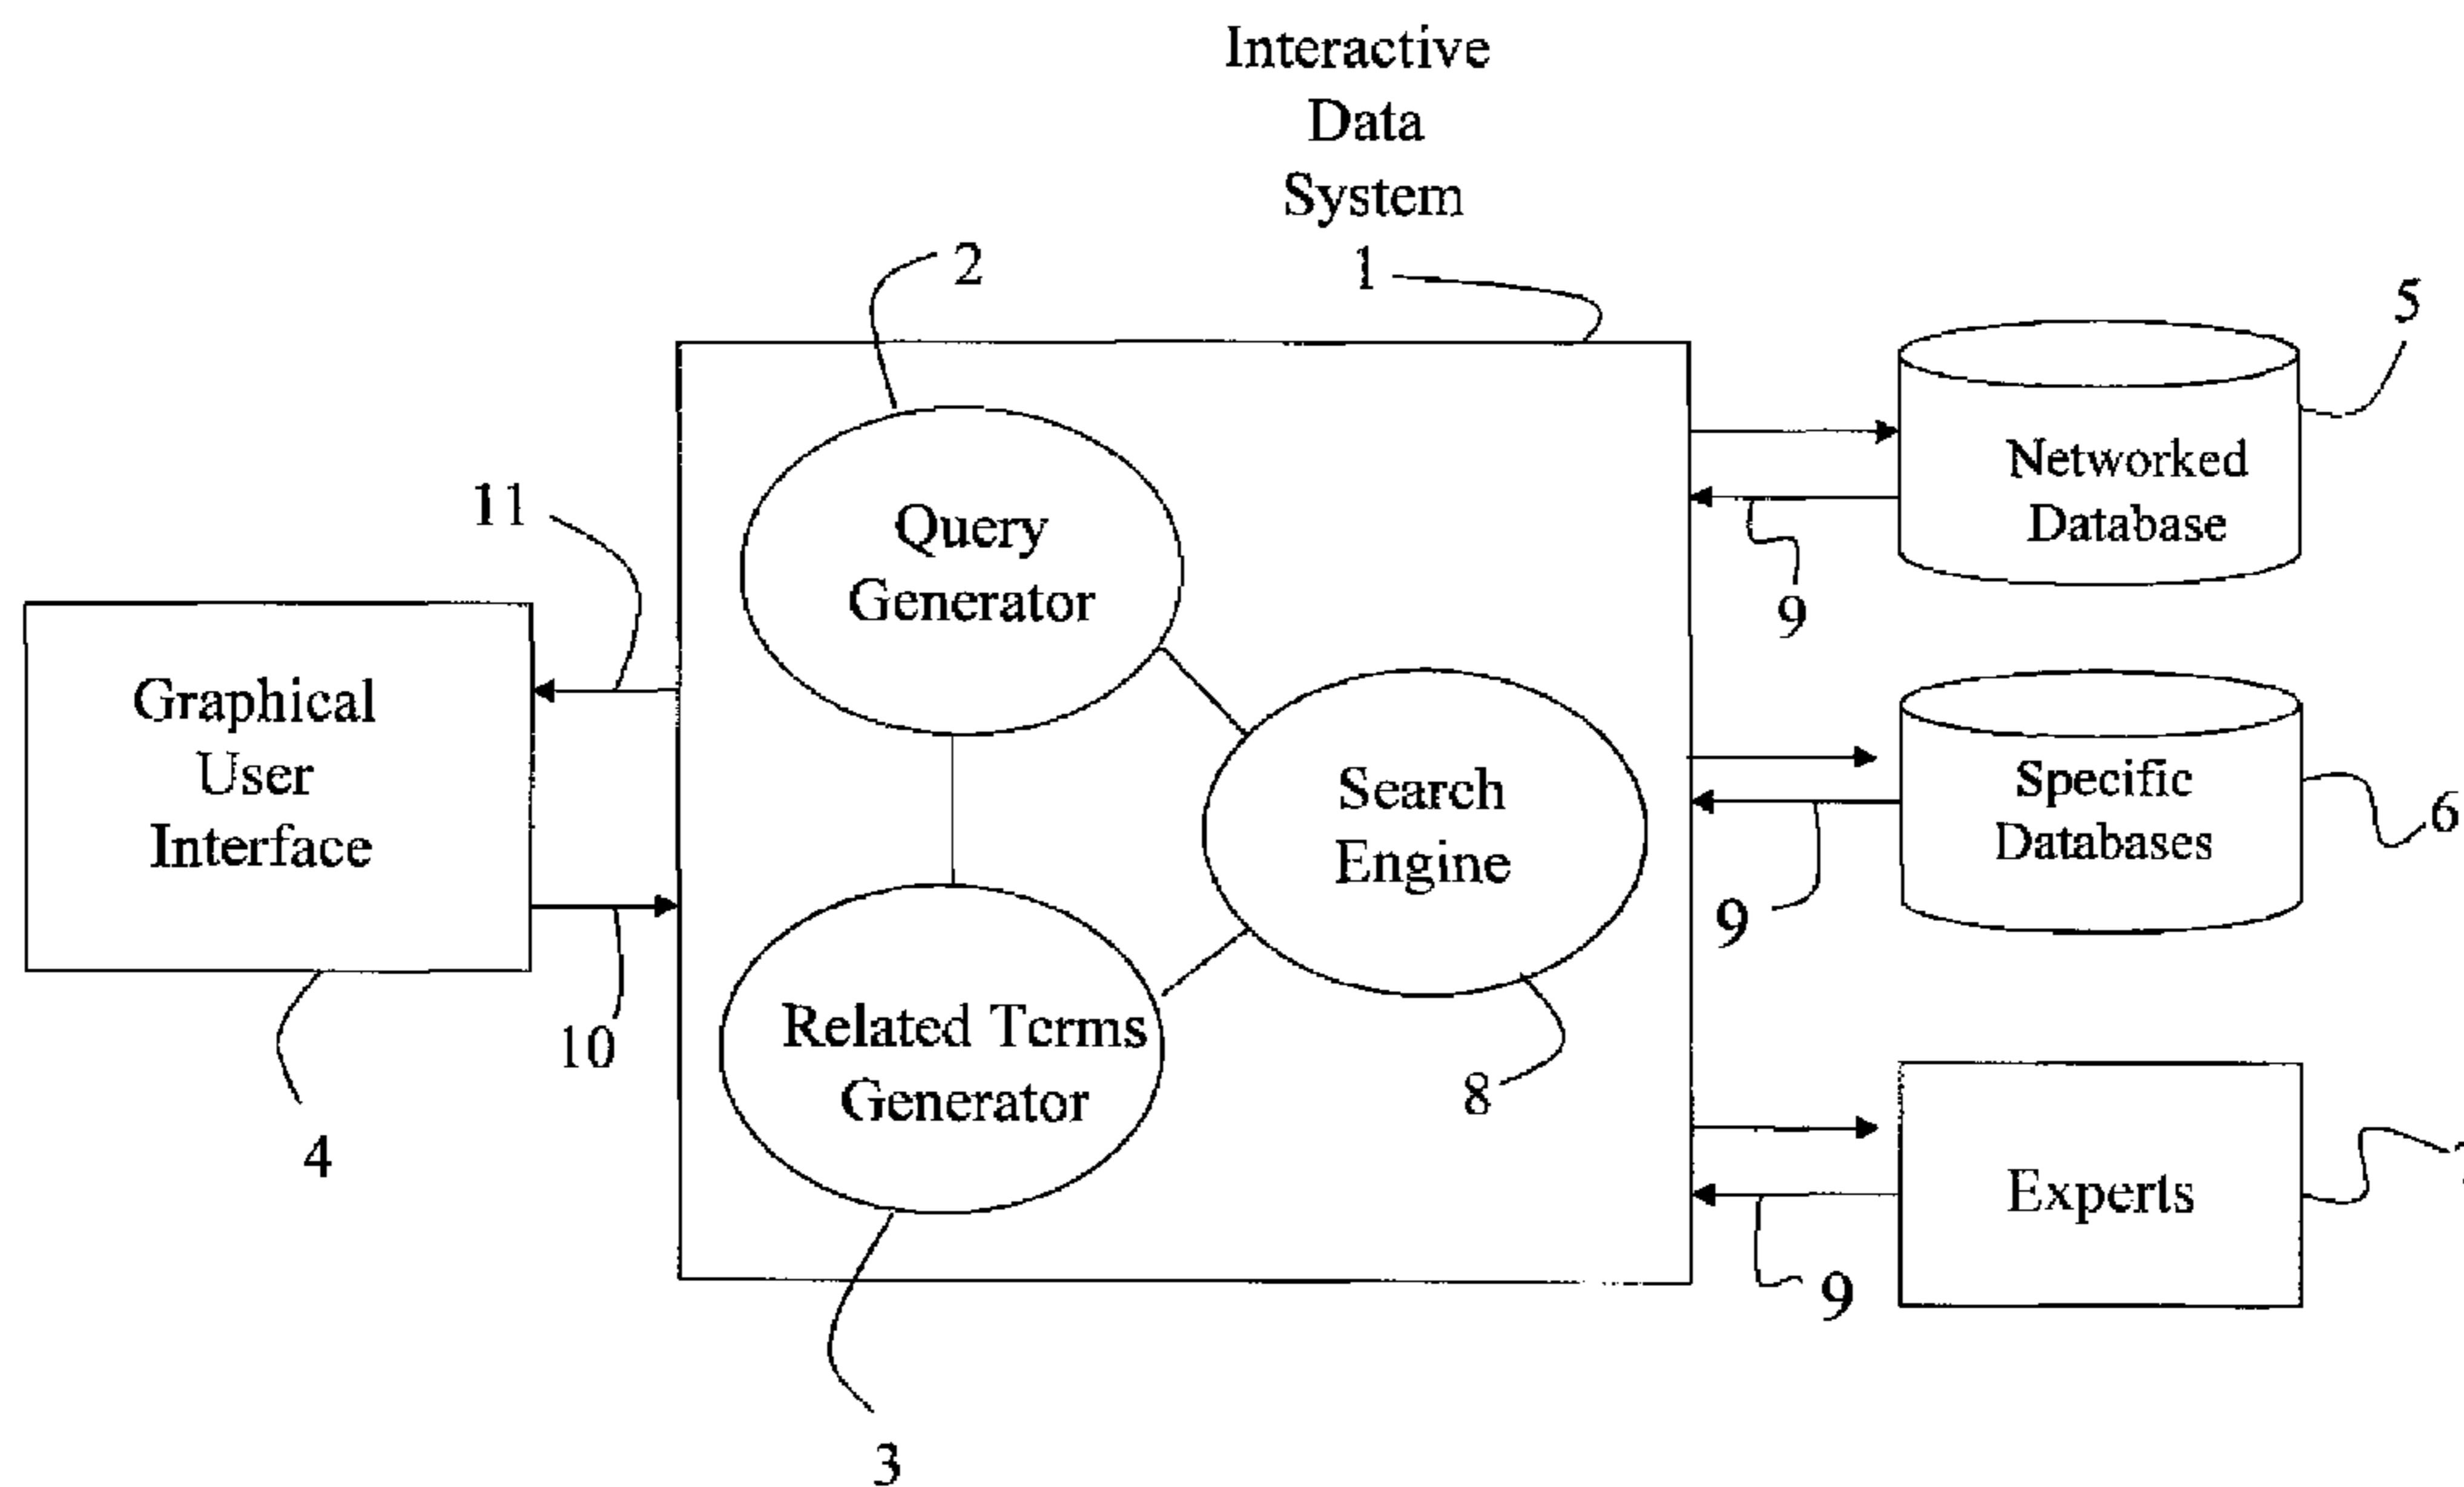 Interactive
Data
System
1
2
5
11
Query
Generator
Networked
Database
9
Graphical
User
Interface
Search
Engine
Specific
Databases
6
9
10
Related Terms
Generator
8
4
Experts
9
3